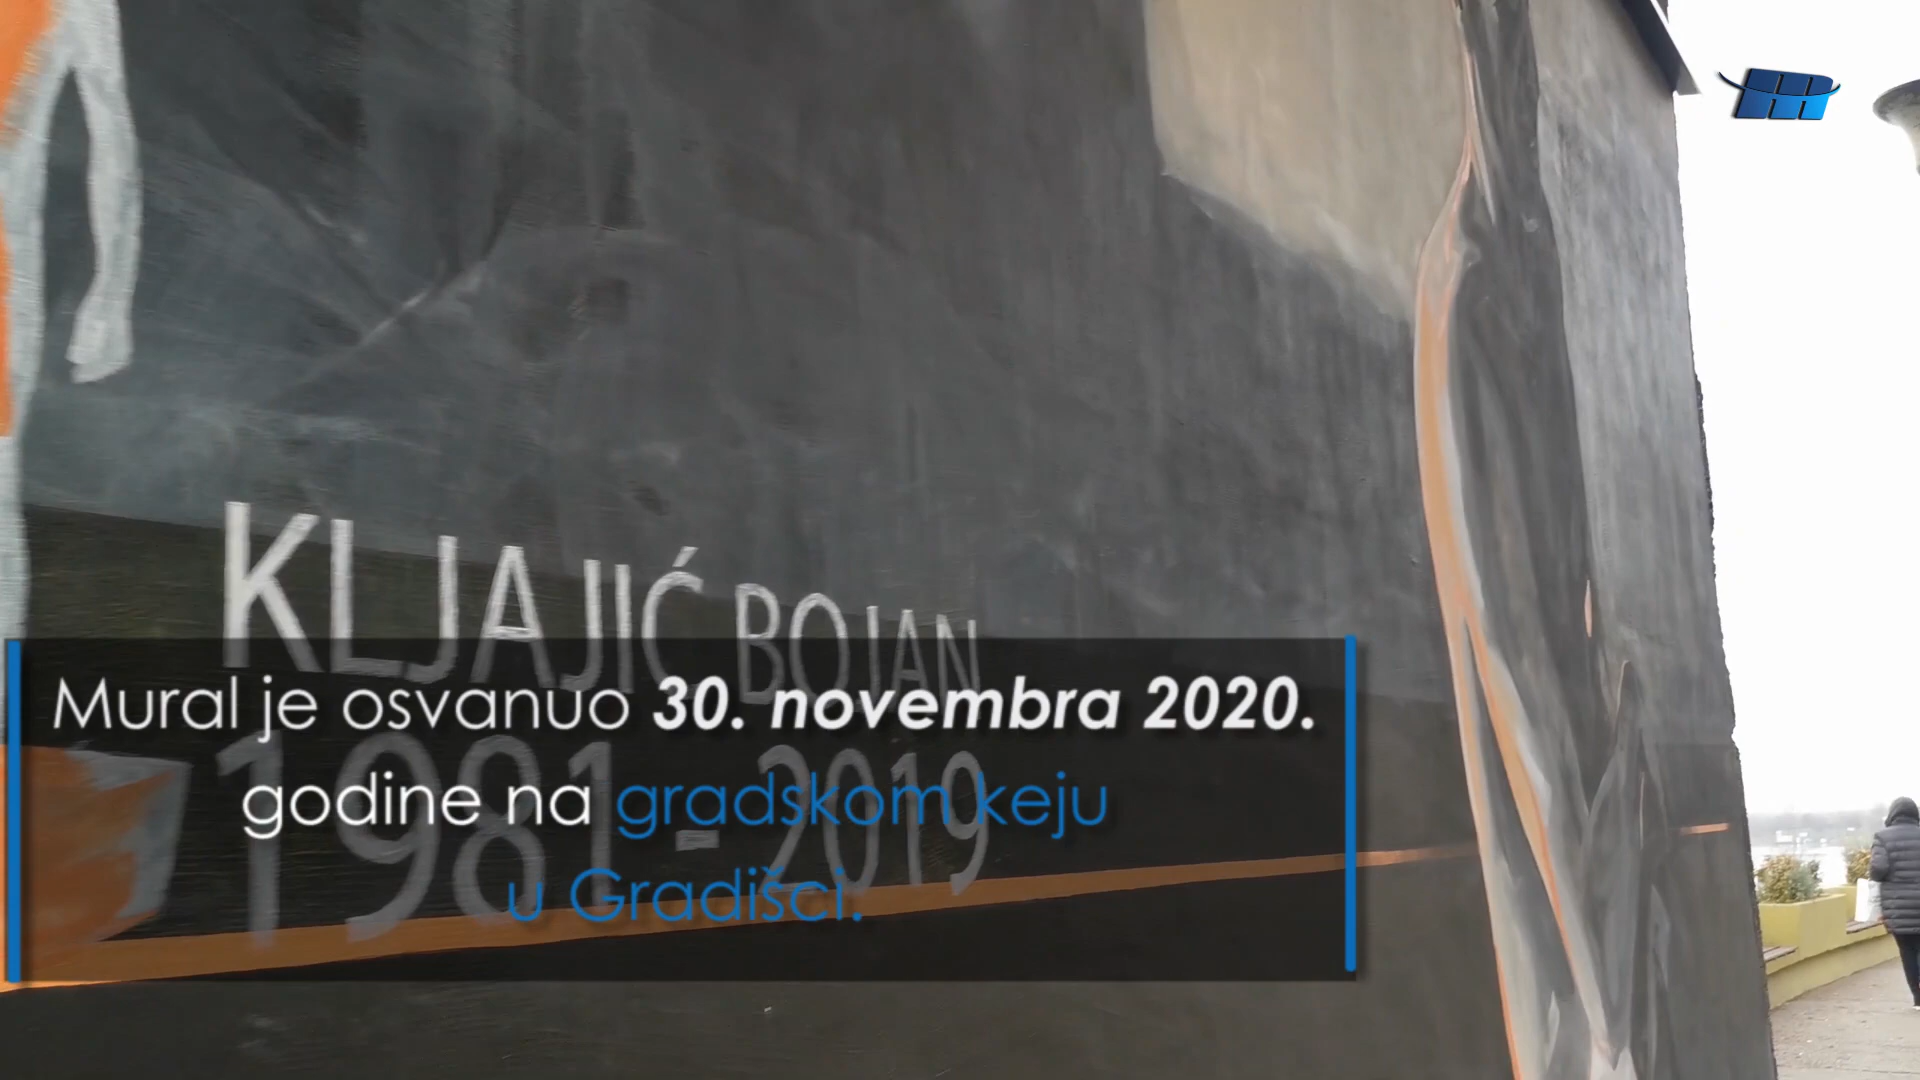 KLJAJIĆ BOJAN
1981-2019
Mural je osvanuo 30. novembra 2020.
godine na gradskom keju
u Gradišci.